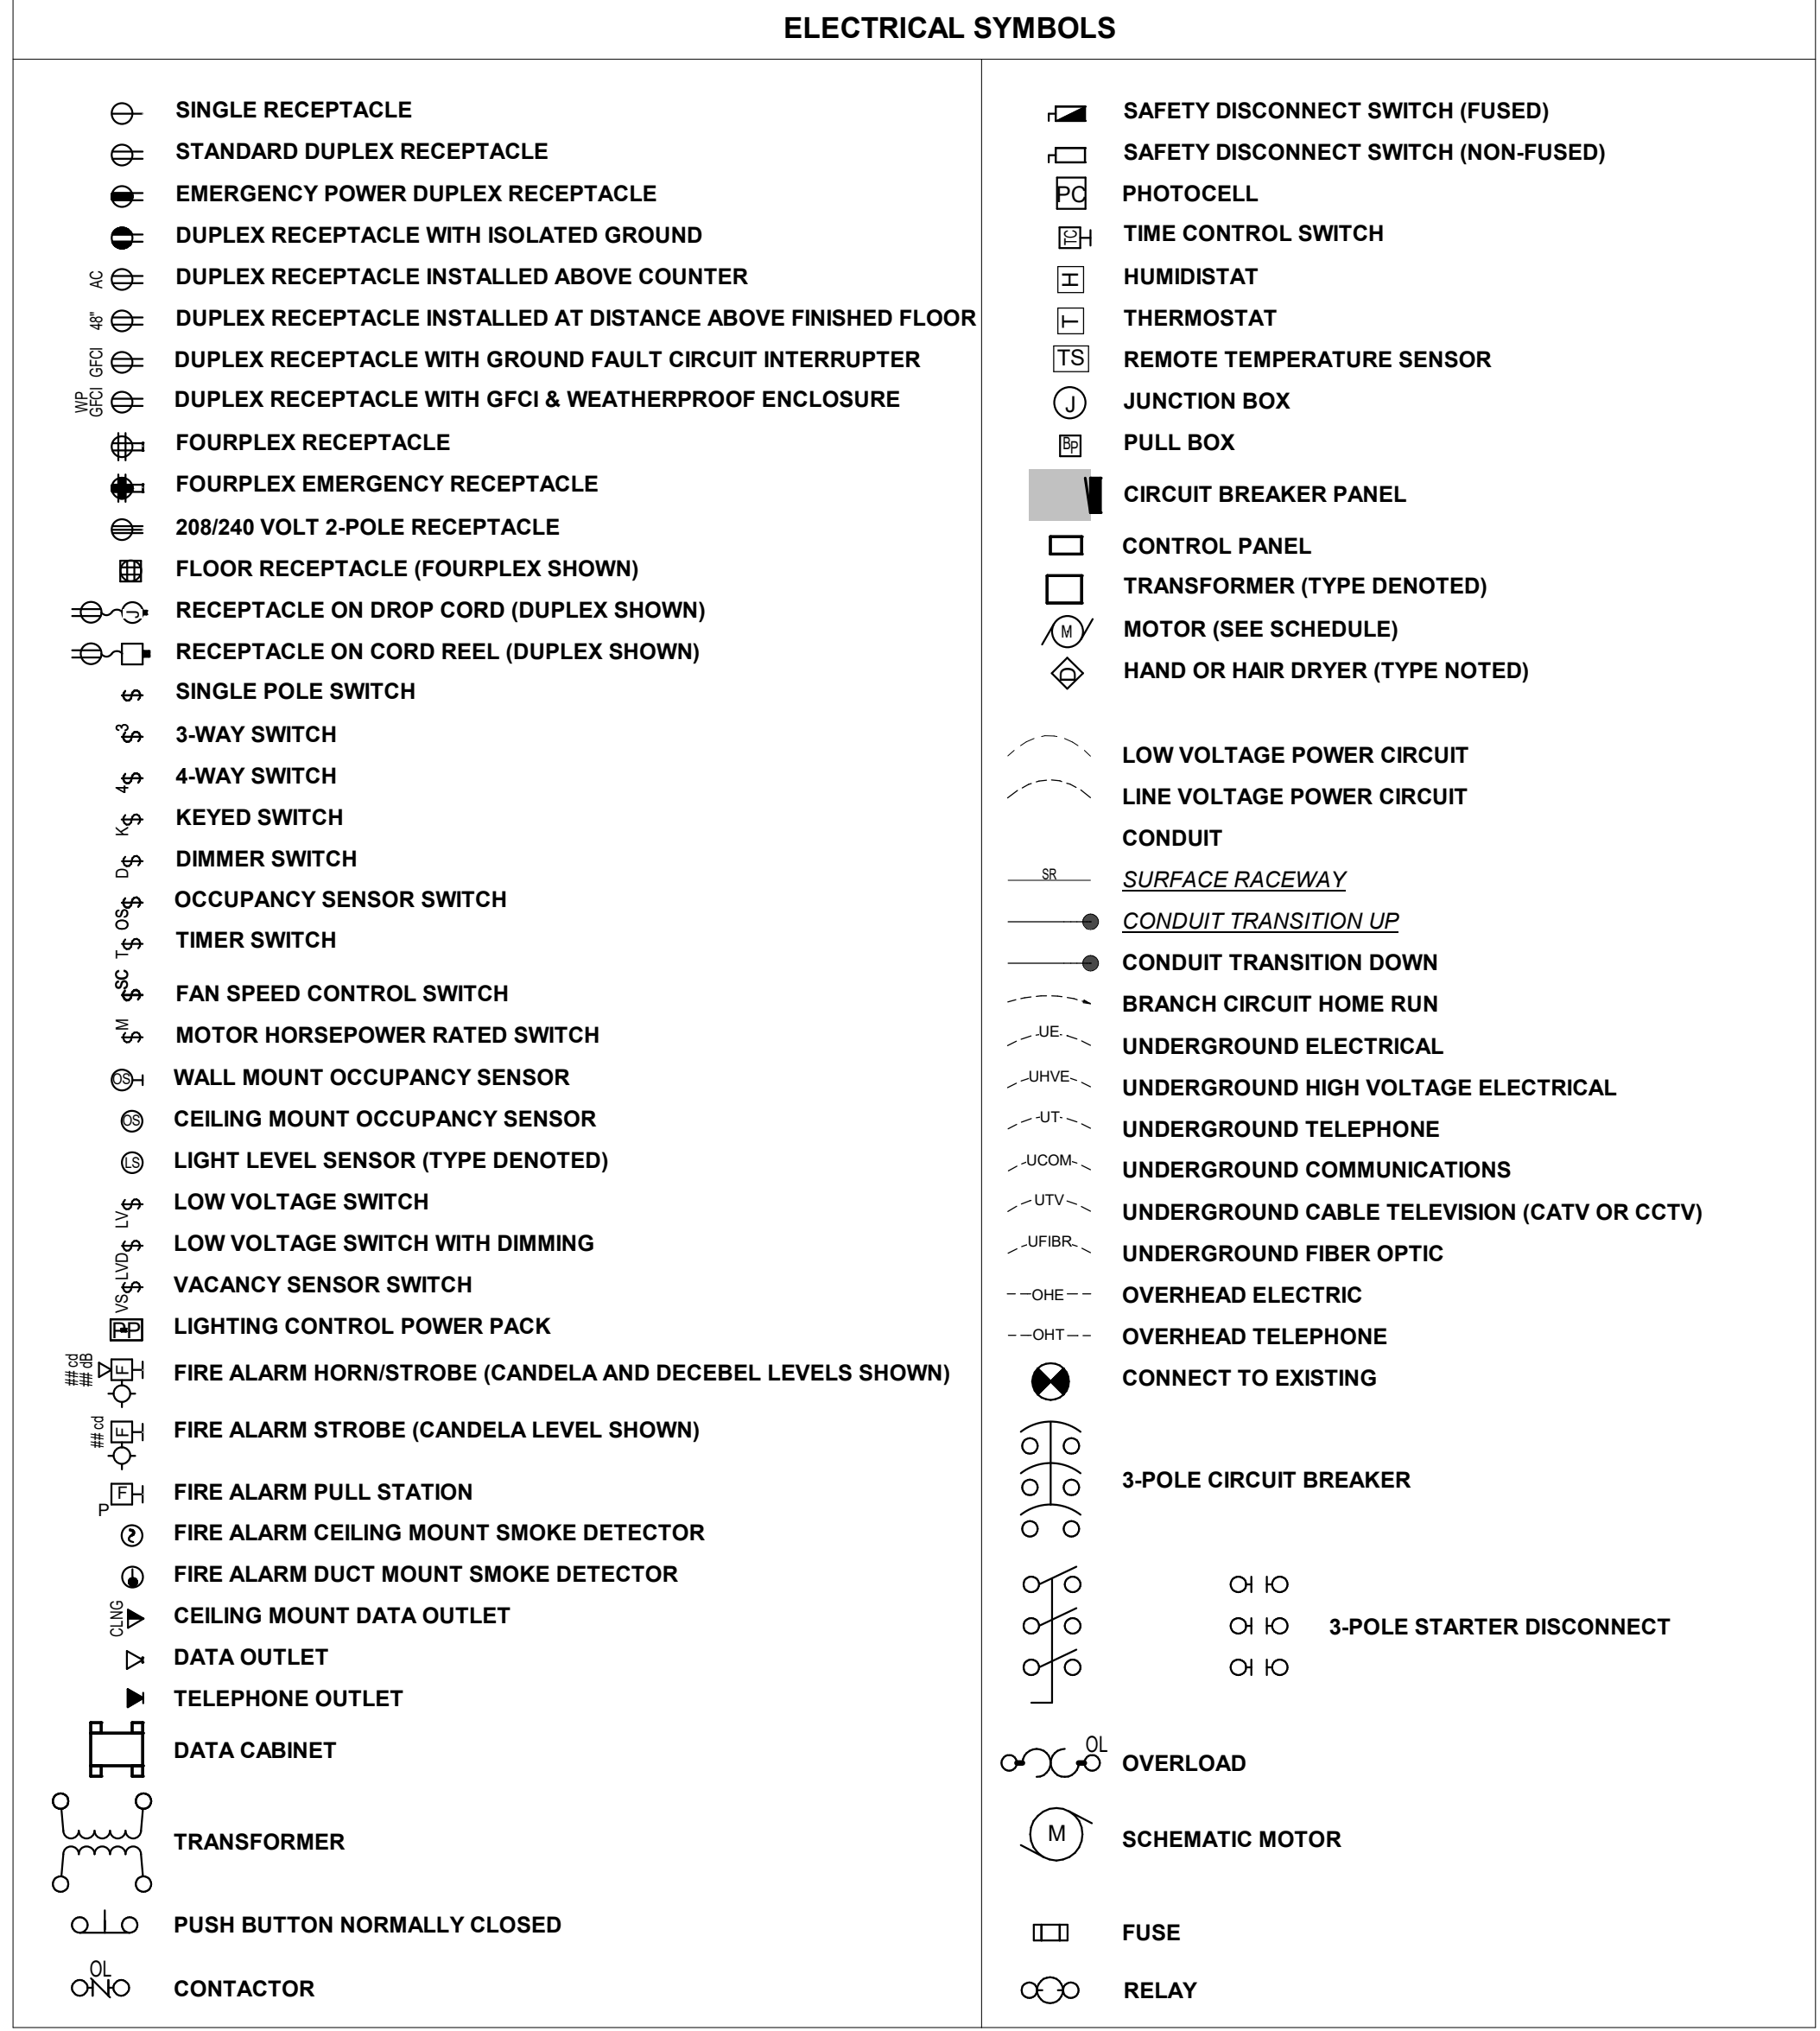 ELECTRICAL SYMBOLS
SINGLE RECEPTACLE
STANDARD DUPLEX RECEPTACLE
EMERGENCY POWER DUPLEX RECEPTACLE
DUPLEX RECEPTACLE WITH ISOLATED GROUND
AC DUPLEX RECEPTACLE INSTALLED ABOVE COUNTER
48" DUPLEX RECEPTACLE INSTALLED AT DISTANCE ABOVE FINISHED FLOOR
GFCI DUPLEX RECEPTACLE WITH GROUND FAULT CIRCUIT INTERRUPTER
WP GFCI DUPLEX RECEPTACLE WITH GFCI & WEATHERPROOF ENCLOSURE
FOURPLEX RECEPTACLE
FOURPLEX EMERGENCY RECEPTACLE
208/240 VOLT 2-POLE RECEPTACLE
FLOOR RECEPTACLE (FOURPLEX SHOWN)
J RECEPTACLE ON DROP CORD (DUPLEX SHOWN)
RECEPTACLE ON CORD REEL (DUPLEX SHOWN)
$ SINGLE POLE SWITCH
$3 3-WAY SWITCH
4$ 4-WAY SWITCH
K$ KEYED SWITCH
D$ DIMMER SWITCH
OS$ OCCUPANCY SENSOR SWITCH
T$ TIMER SWITCH
$SC FAN SPEED CONTROL SWITCH
$M MOTOR HORSEPOWER RATED SWITCH
OS WALL MOUNT OCCUPANCY SENSOR
OS CEILING MOUNT OCCUPANCY SENSOR
LS LIGHT LEVEL SENSOR (TYPE DENOTED)
LV$ LOW VOLTAGE SWITCH
LVD$ LOW VOLTAGE SWITCH WITH DIMMING
VS$ VACANCY SENSOR SWITCH
PP LIGHTING CONTROL POWER PACK
## cd ## dB F FIRE ALARM HORN/STROBE (CANDELA AND DECEBEL LEVELS SHOWN)
## cd F FIRE ALARM STROBE (CANDELA LEVEL SHOWN)
P F FIRE ALARM PULL STATION
FIRE ALARM CEILING MOUNT SMOKE DETECTOR
FIRE ALARM DUCT MOUNT SMOKE DETECTOR
CLNG CEILING MOUNT DATA OUTLET
DATA OUTLET
TELEPHONE OUTLET
DATA CABINET
TRANSFORMER
PUSH BUTTON NORMALLY CLOSED
OL
CONTACTOR
SAFETY DISCONNECT SWITCH (FUSED)
SAFETY DISCONNECT SWITCH (NON-FUSED)
PC PHOTOCELL
TC TIME CONTROL SWITCH
H HUMIDISTAT
T THERMOSTAT
TS REMOTE TEMPERATURE SENSOR
J JUNCTION BOX
BP PULL BOX
CIRCUIT BREAKER PANEL
CONTROL PANEL
TRANSFORMER (TYPE DENOTED)
M MOTOR (SEE SCHEDULE)
D HAND OR HAIR DRYER (TYPE NOTED)
LOW VOLTAGE POWER CIRCUIT
LINE VOLTAGE POWER CIRCUIT
CONDUIT
SR SURFACE RACEWAY
CONDUIT TRANSITION UP
CONDUIT TRANSITION DOWN
BRANCH CIRCUIT HOME RUN
UE UNDERGROUND ELECTRICAL
UHVE UNDERGROUND HIGH VOLTAGE ELECTRICAL
UT UNDERGROUND TELEPHONE
UCOM UNDERGROUND COMMUNICATIONS
UTV UNDERGROUND CABLE TELEVISION (CATV OR CCTV)
UFIBR UNDERGROUND FIBER OPTIC
OHE OVERHEAD ELECTRIC
OHT OVERHEAD TELEPHONE
CONNECT TO EXISTING
3-POLE CIRCUIT BREAKER
3-POLE STARTER DISCONNECT
OL
OVERLOAD
M SCHEMATIC MOTOR
FUSE
RELAY